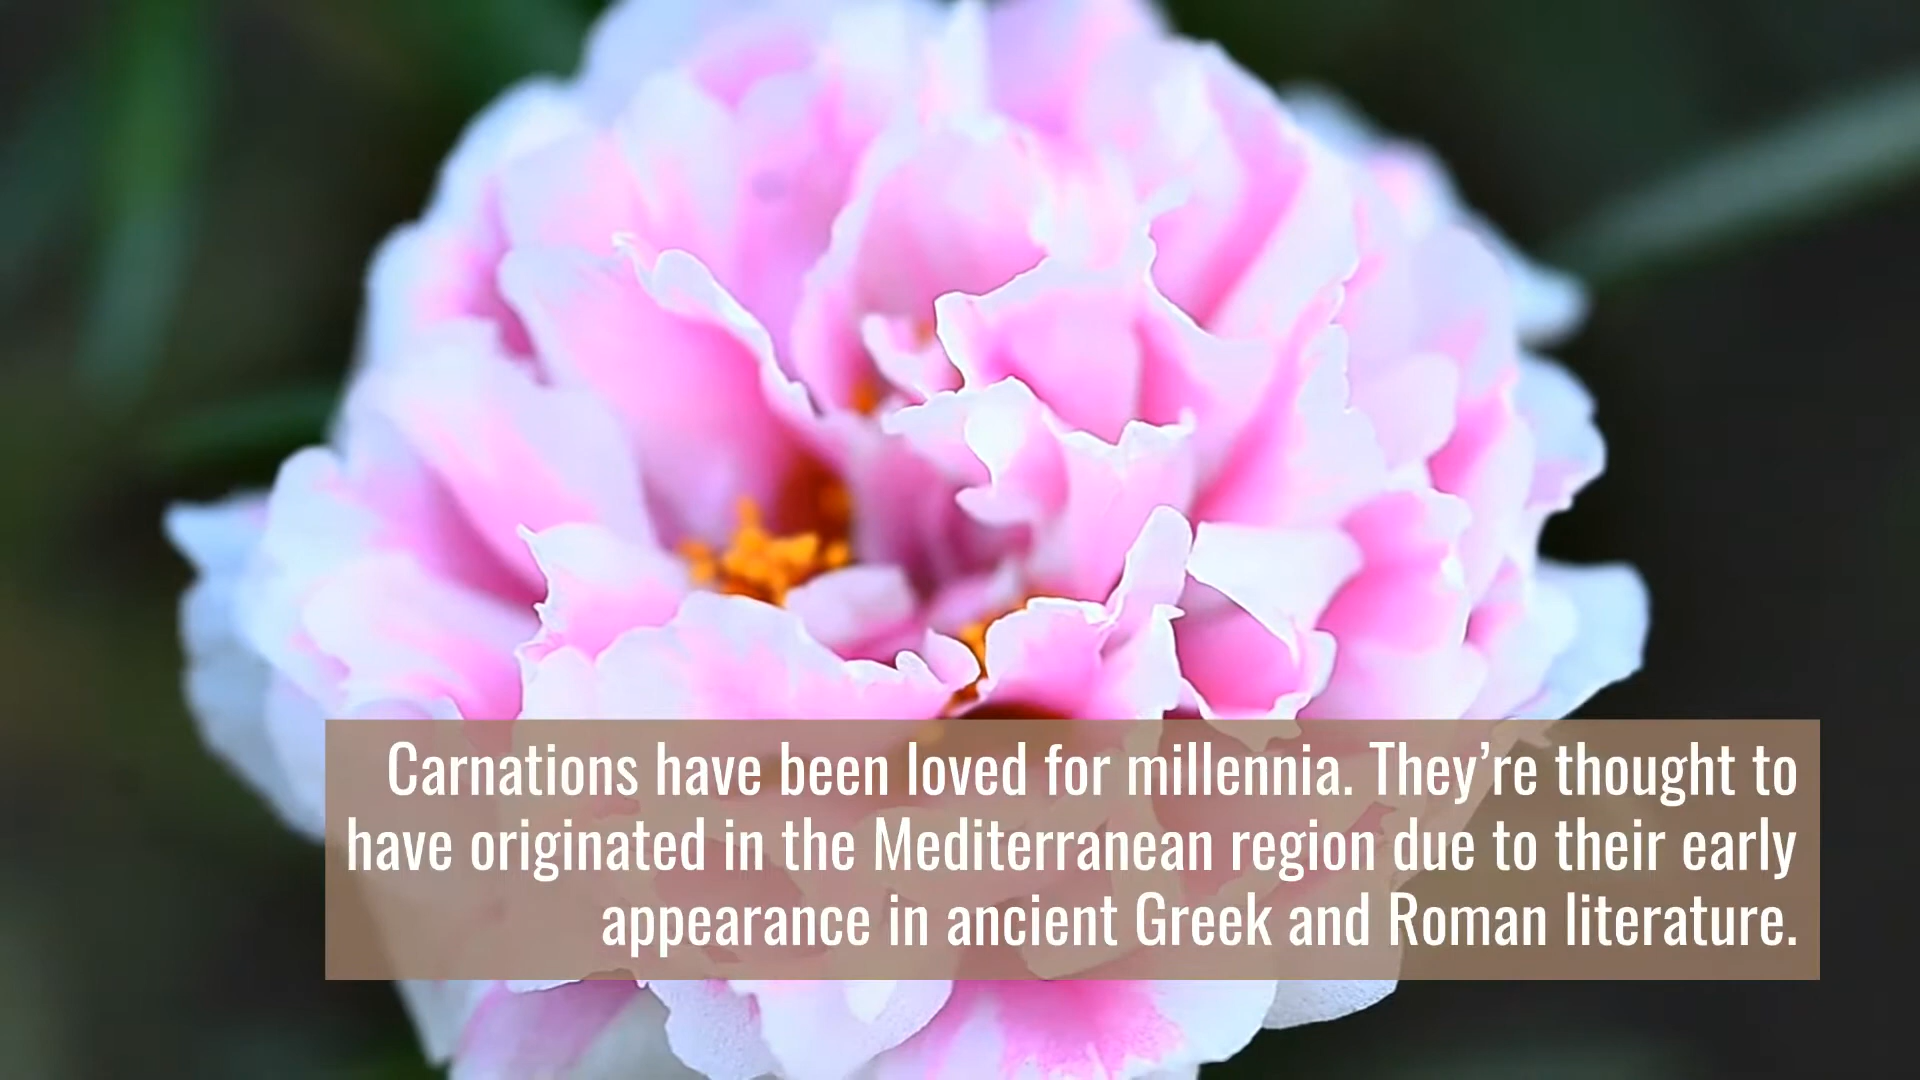 Carnations have been loved for millennia. They’re thought to
have originated in the Mediterranean region due to their early
appearance in ancient Greek and Roman literature.